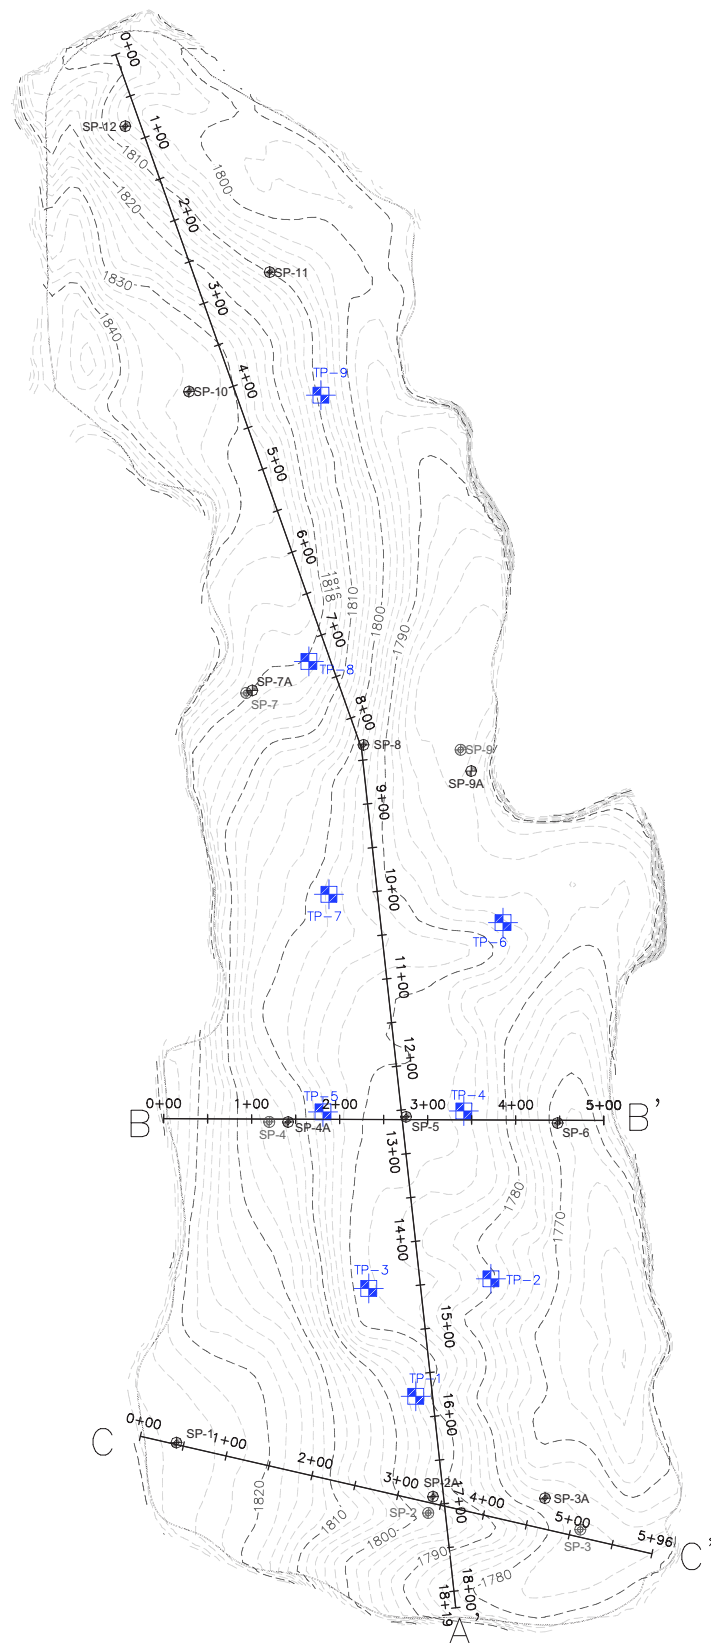 0+00
SP-12
1+00
1810
1800
1820
2+00
SP-11
1830
3+00
1840
TP-9
4+00
SP-10
5+00
6+00
1816
1818
1810
1800
7+00
1790
TP-8
SP-7A
SP-7
8+00
SP-8
SP-9
SP-9A
9+00
10+00
TP-7
TP-6
11+00
12+00
B
0+00
1+00
TP-5
2+00
3+00
TP-4
4+00
5+00
B'
SP-4
SP-4A
SP-5
SP-6
13+00
1780
1770
14+00
TP-3
TP-2
15+00
TP-1
16+00
C
0+00
SP-1
1+00
2+00
3+00
SP-2A
SP-2
17+00
4+00
SP-3A
5+00
SP-3
5+96
C'
1820
1810
1800
1790
1780
18+00
18+19
A'